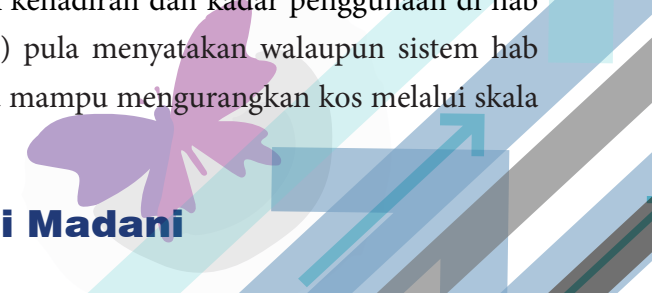 kehadiran dan kadar penggunaan di hab
) pula menyatakan walaupun sistem hab
mampu mengurangkan kos melalui skala
i Madani